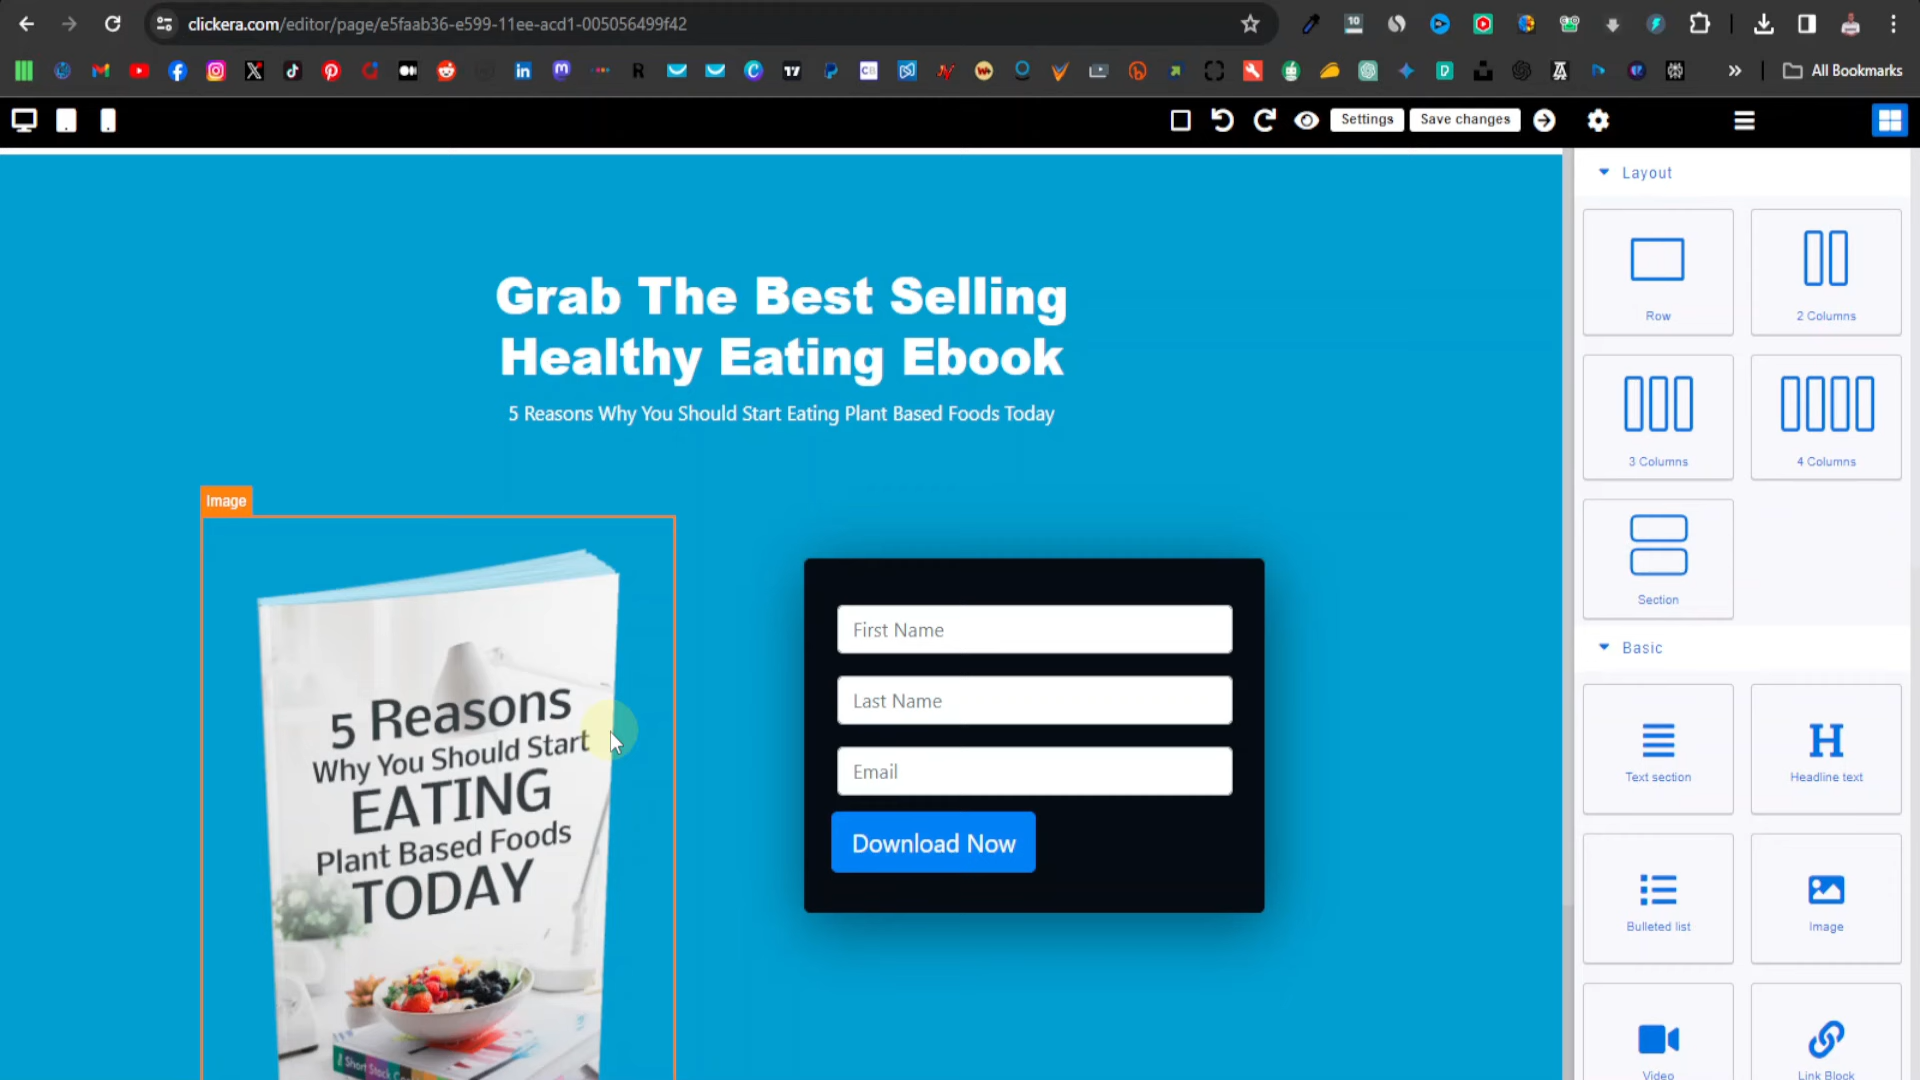 clickera.com/editor/page/e5faab36-e599-11ee-acd1-005056499f42
All Bookmarks
Settings
Save changes
Layout
Row
2 Columns
3 Columns
4 Columns
Section
Basic
Text section
Headline text
Bulleted list
Image
Video
Link Block
Grab The Best Selling
Healthy Eating Ebook
5 Reasons Why You Should Start Eating Plant Based Foods Today
Image
5 Reasons
Why You Should Start
EATING
Plant Based Foods
TODAY
First Name
Last Name
Email
Download Now